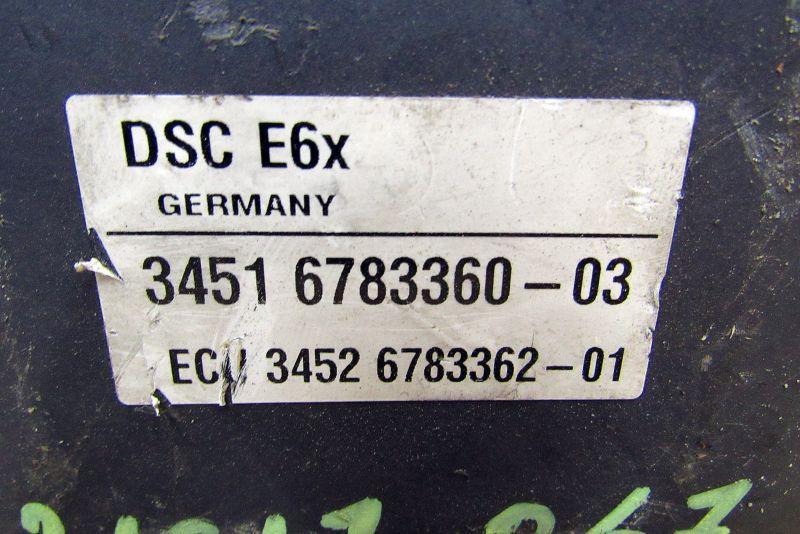 DSC E6x
GERMANY
3451 6783360-03
ECU 3452 6783362-01